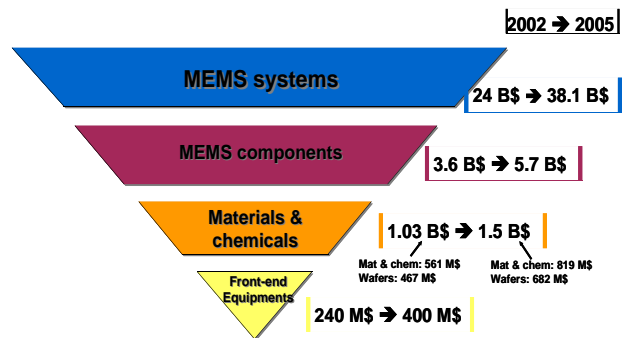 2002 ➔ 2005
MEMS systems
24 B$ ➔ 38.1 B$
MEMS components
3.6 B$ ➔ 5.7 B$
Materials &
chemicals
1.03 B$ ➔ 1.5 B$
Mat & chem: 561 M$
Wafers: 467 M$
Mat & chem: 819 M$
Wafers: 682 M$
Front-end
Equipments
240 M$ ➔ 400 M$